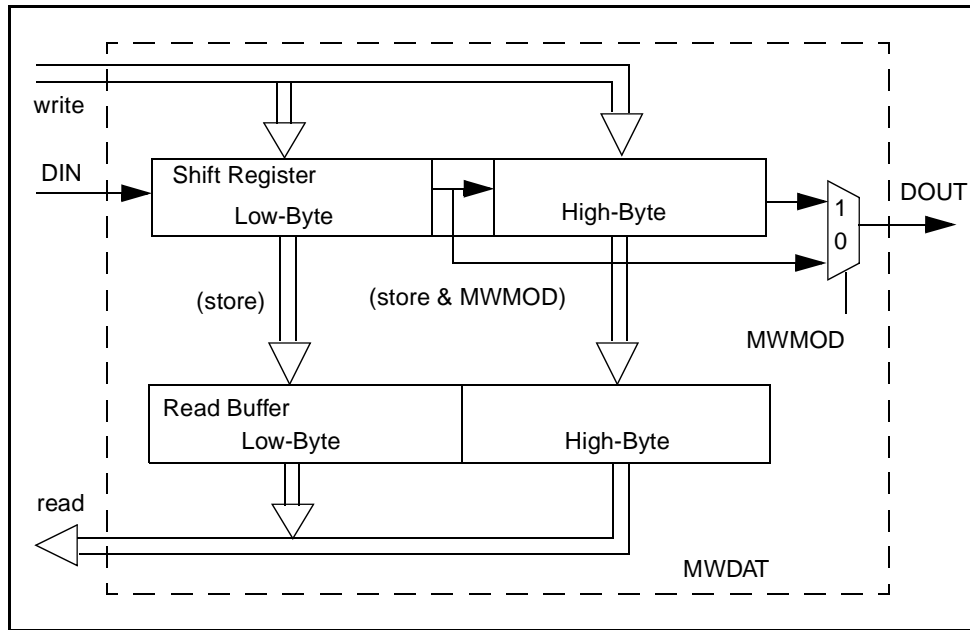 write
DIN
Shift Register
Low-Byte
High-Byte
1
0
DOUT
(store)
(store & MWMOD)
MWMOD
Read Buffer
Low-Byte
High-Byte
read
MWDAT